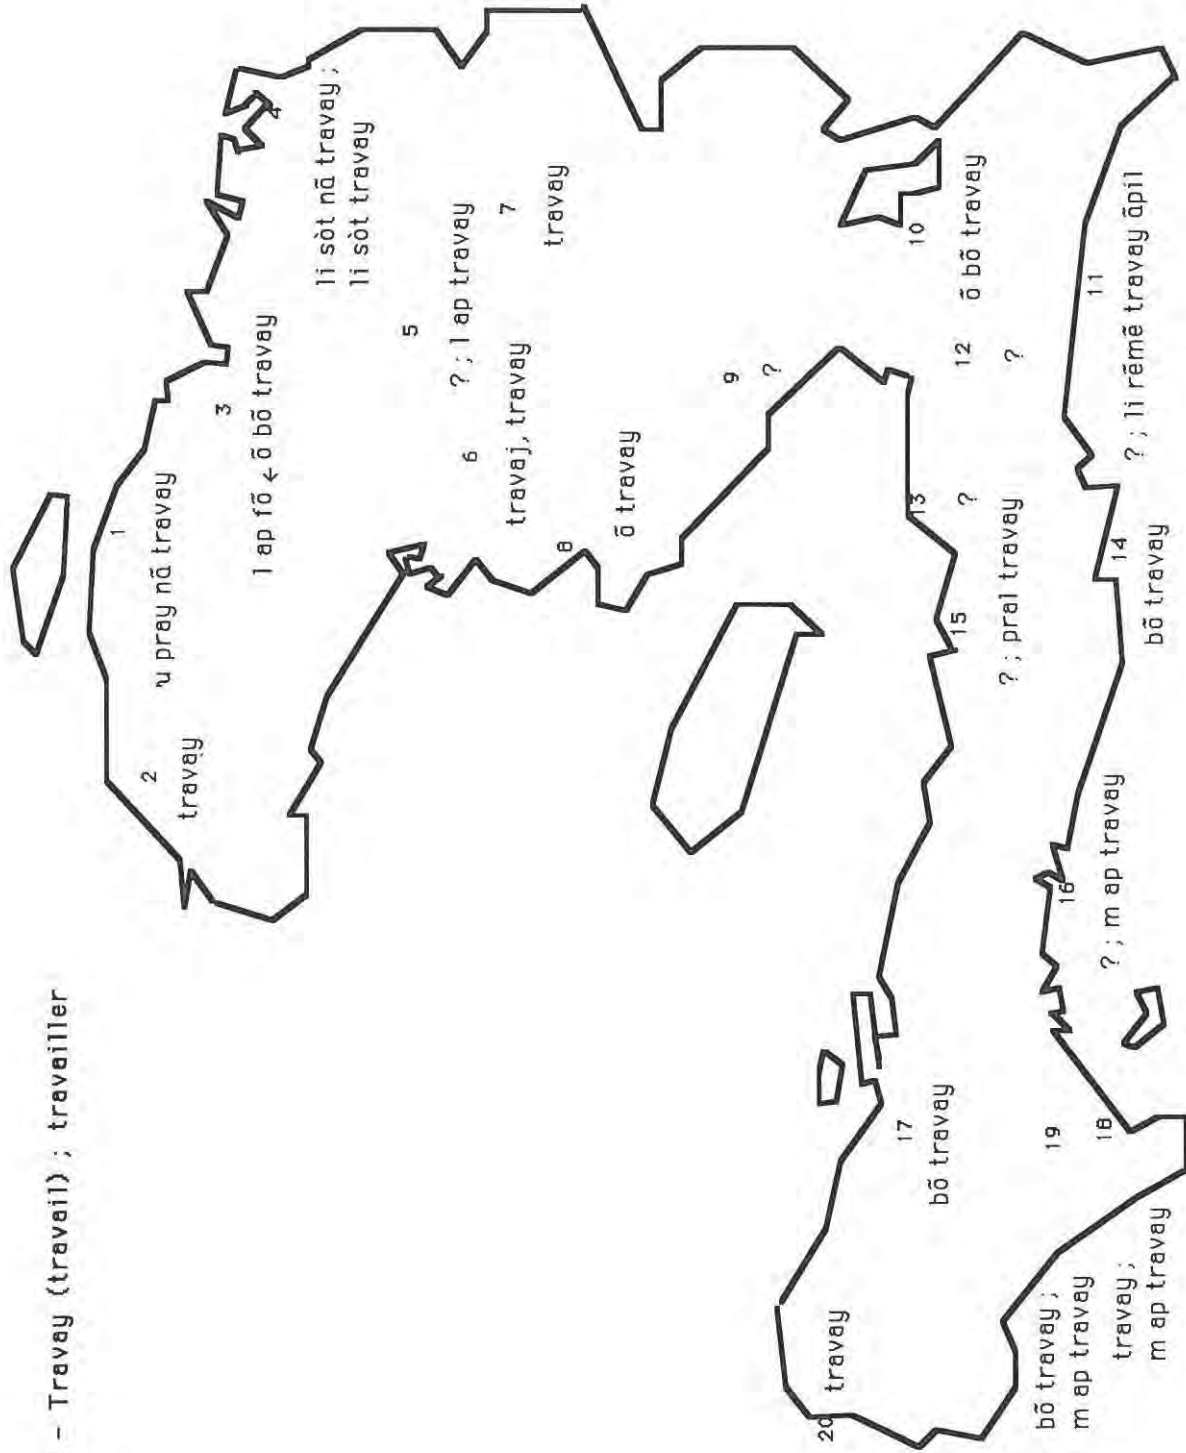 - Travay (travail) ; travailler
1
u pray nã travay
2
travay
3
l ap fõ ← õ bõ travay
4
li sòt nã travay ;
li sòt travay
5
? ; l ap travay
6
travaj, travay
7
travay
8
õ travay
9
?
10
õ bõ travay
11
? ; li rẽmẽ travay ãpil
12
?
13
?
14
bõ travay
15
? ; pral travay
16
? ; m ap travay
17
bõ travay
18
travay ;
m ap travay
19
bõ travay ;
m ap travay
20
travay